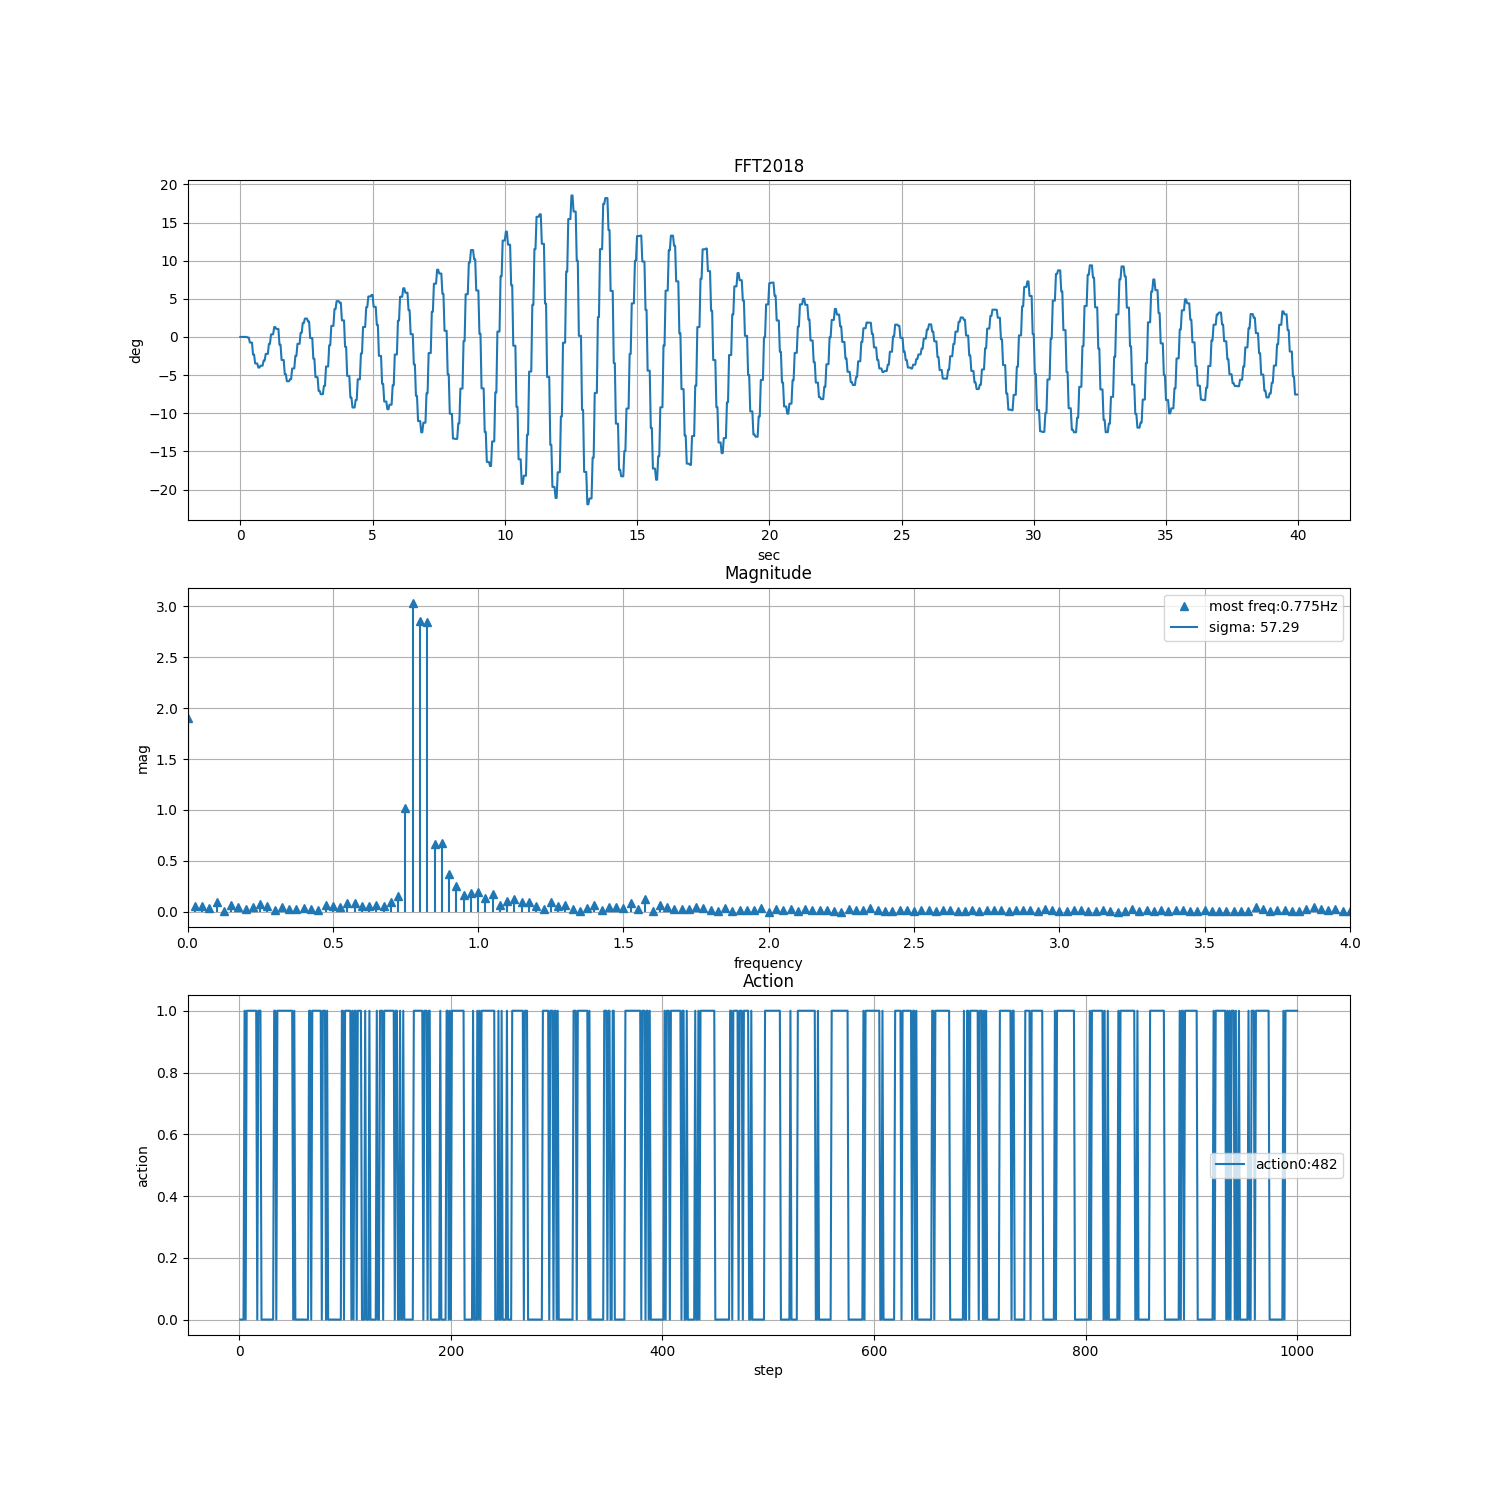 FFT2018
20
15
10
5
0
−5
−10
−15
−20
deg
0 5 10 15 20 25 30 35 40
sec
Magnitude
3.0
2.5
2.0
1.5
1.0
0.5
0.0
mag
most freq:0.775Hz
sigma: 57.29
0.0 0.5 1.0 1.5 2.0 2.5 3.0 3.5 4.0
frequency
Action
1.0
0.8
0.6
0.4
0.2
0.0
action
action0:482
0 200 400 600 800 1000
step